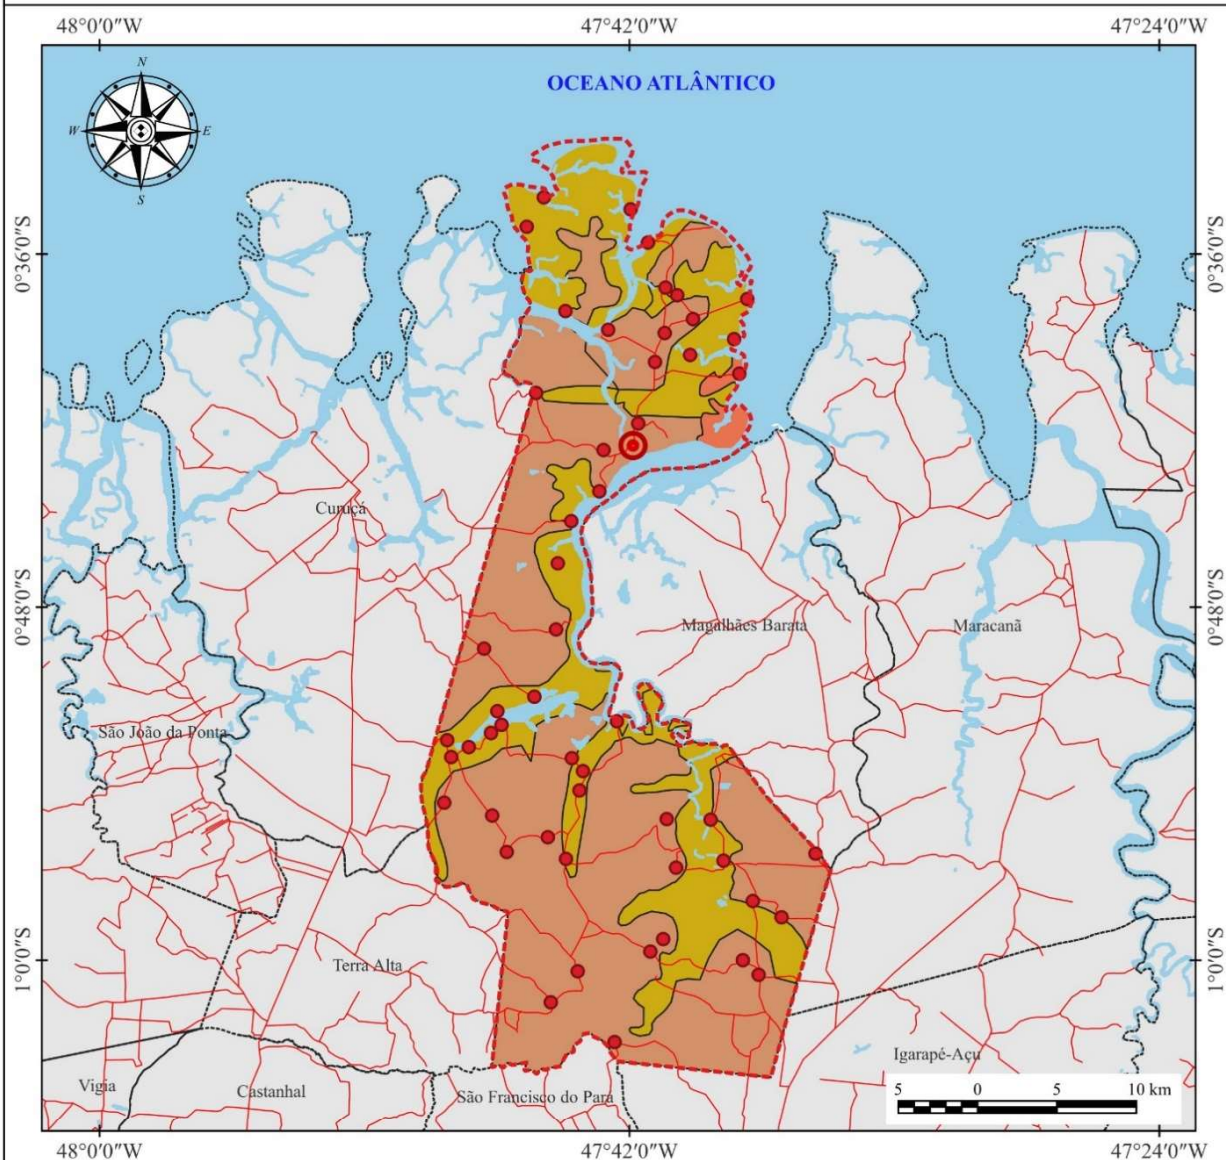 48°0'0"W 47°42'0"W 47°24'0"W
OCEANO ATLÂNTICO
N
W E
S
0°36'0"S 0°36'0"S
Curuçá
0°48'0"S 0°48'0"S
Magalhães Barata Maracanã
São João da Ponta
1°0'0"S 1°0'0"S
Terra Alta
Igarapé-Açu
Vigia Castanhal São Francisco do Pará
5 0 5 10 km
48°0'0"W 47°42'0"W 47°24'0"W